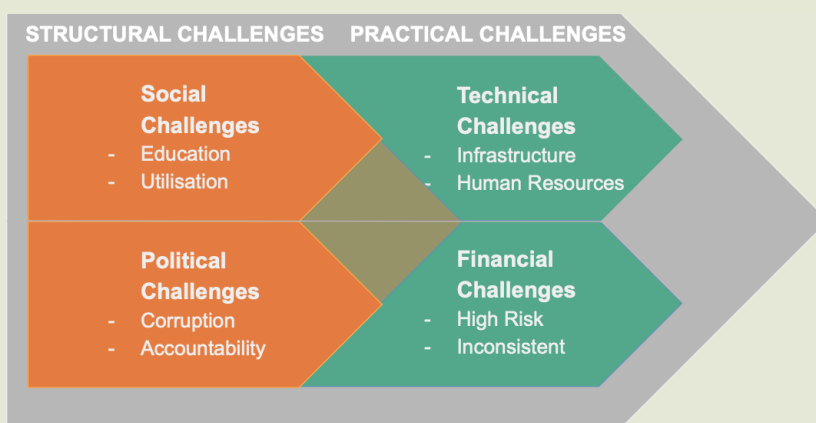 STRUCTURAL CHALLENGES
PRACTICAL CHALLENGES
Social
Challenges
- Education
- Utilisation
Technical
Challenges
- Infrastructure
- Human Resources
Political
Challenges
- Corruption
- Accountability
Financial
Challenges
- High Risk
- Inconsistent